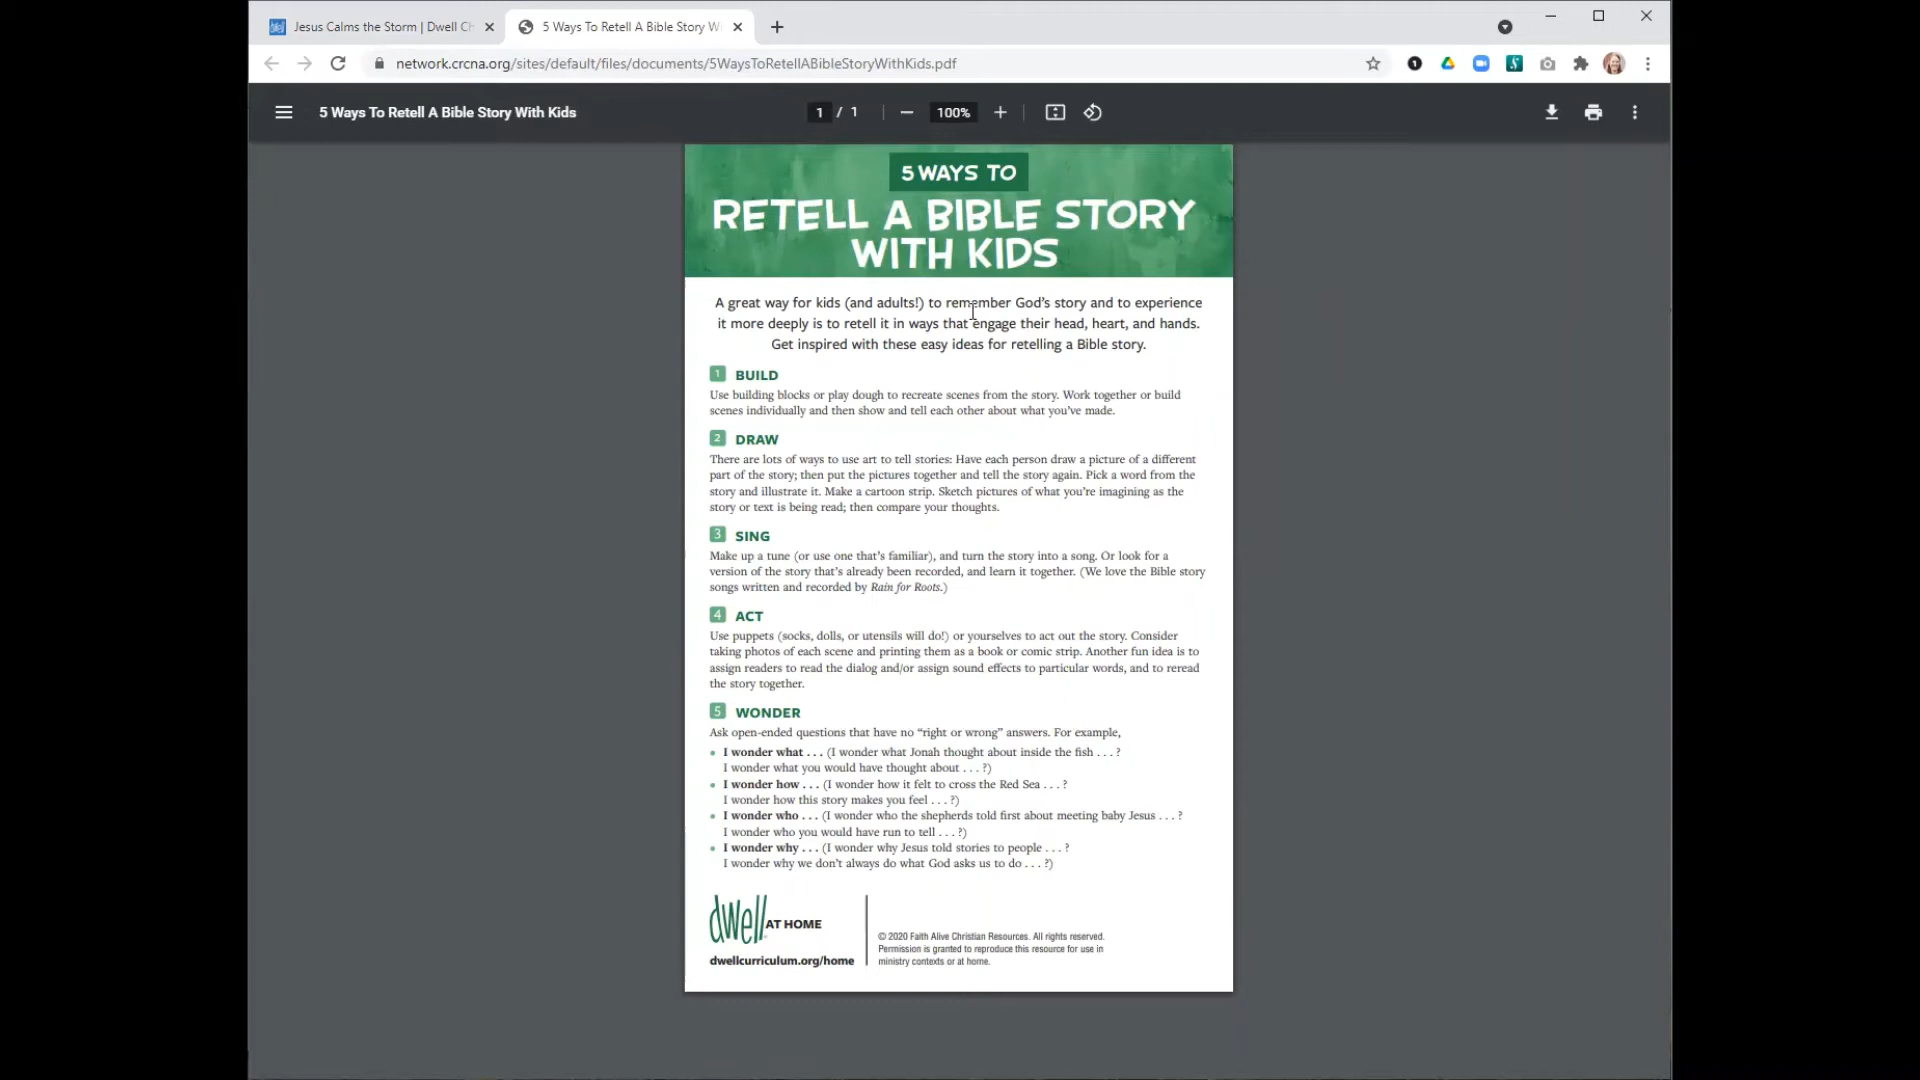 Jesus Calms the Storm | Dwell Ch
5 Ways To Retell A Bible Story W
network.crcna.org/sites/default/files/documents/5WaysToRetellABibleStoryWithKids.pdf
5 Ways To Retell A Bible Story With Kids
1 / 1
100%
5 WAYS TO
RETELL A BIBLE STORY
WITH KIDS
A great way for kids (and adults!) to remember God's story and to experience
it more deeply is to retell it in ways that engage their head, heart, and hands.
Get inspired with these easy ideas for retelling a Bible story.
1 BUILD
Use building blocks or play dough to recreate scenes from the story. Work together or build
scenes individually and then show and tell each other about what you've made.
2 DRAW
There are lots of ways to use art to tell stories: Have each person draw a picture of a different
part of the story; then put the pictures together and tell the story again. Pick a word from the
story and illustrate it. Make a cartoon strip. Sketch pictures of what you're imagining as the
story or text is being read; then compare your thoughts.
3 SING
Make up a tune (or use one that's familiar), and turn the story into a song. Or look for a
version of the story that's already been recorded, and learn it together. (We love the Bible story
songs written and recorded by Rain for Roots.)
4 ACT
Use puppets (socks, dolls, or utensils will do!) or yourselves to act out the story. Consider
taking photos of each scene and printing them as a book or comic strip. Another fun idea is to
assign readers to read the dialog and/or assign sound effects to particular words, and to reread
the story together.
5 WONDER
Ask open-ended questions that have no “right or wrong” answers. For example,
• I wonder what . . . (I wonder what Jonah thought about inside the fish . . . ?
I wonder what you would have thought about . . . ?)
• I wonder how . . . (I wonder how it felt to cross the Red Sea . . . ?
I wonder how this story makes you feel . . . ?)
• I wonder who . . . (I wonder who the shepherds told first about meeting baby Jesus . . . ?
I wonder who you would have run to tell . . . ?)
• I wonder why . . . (I wonder why Jesus told stories to people . . . ?
I wonder why we don't always do what God asks us to do . . . ?)
dwell AT HOME
dwellcurriculum.org/home
© 2020 Faith Alive Christian Resources. All rights reserved.
Permission is granted to reproduce this resource for use in
ministry contexts or at home.